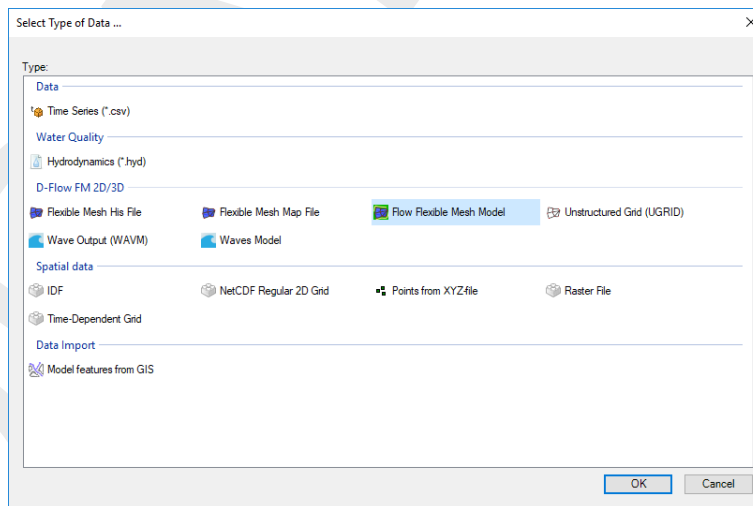 Select Type of Data ...
Type:
Data
Time Series (*.csv)
Water Quality
Hydrodynamics (*.hyd)
D-Flow FM 2D/3D
Flexible Mesh His File Flexible Mesh Map File Flow Flexible Mesh Model Unstructured Grid (UGRID)
Wave Output (WAVM) Waves Model
Spatial data
IDF NetCDF Regular 2D Grid Points from XYZ-file Raster File
Time-Dependent Grid
Data Import
Model features from GIS
OK Cancel